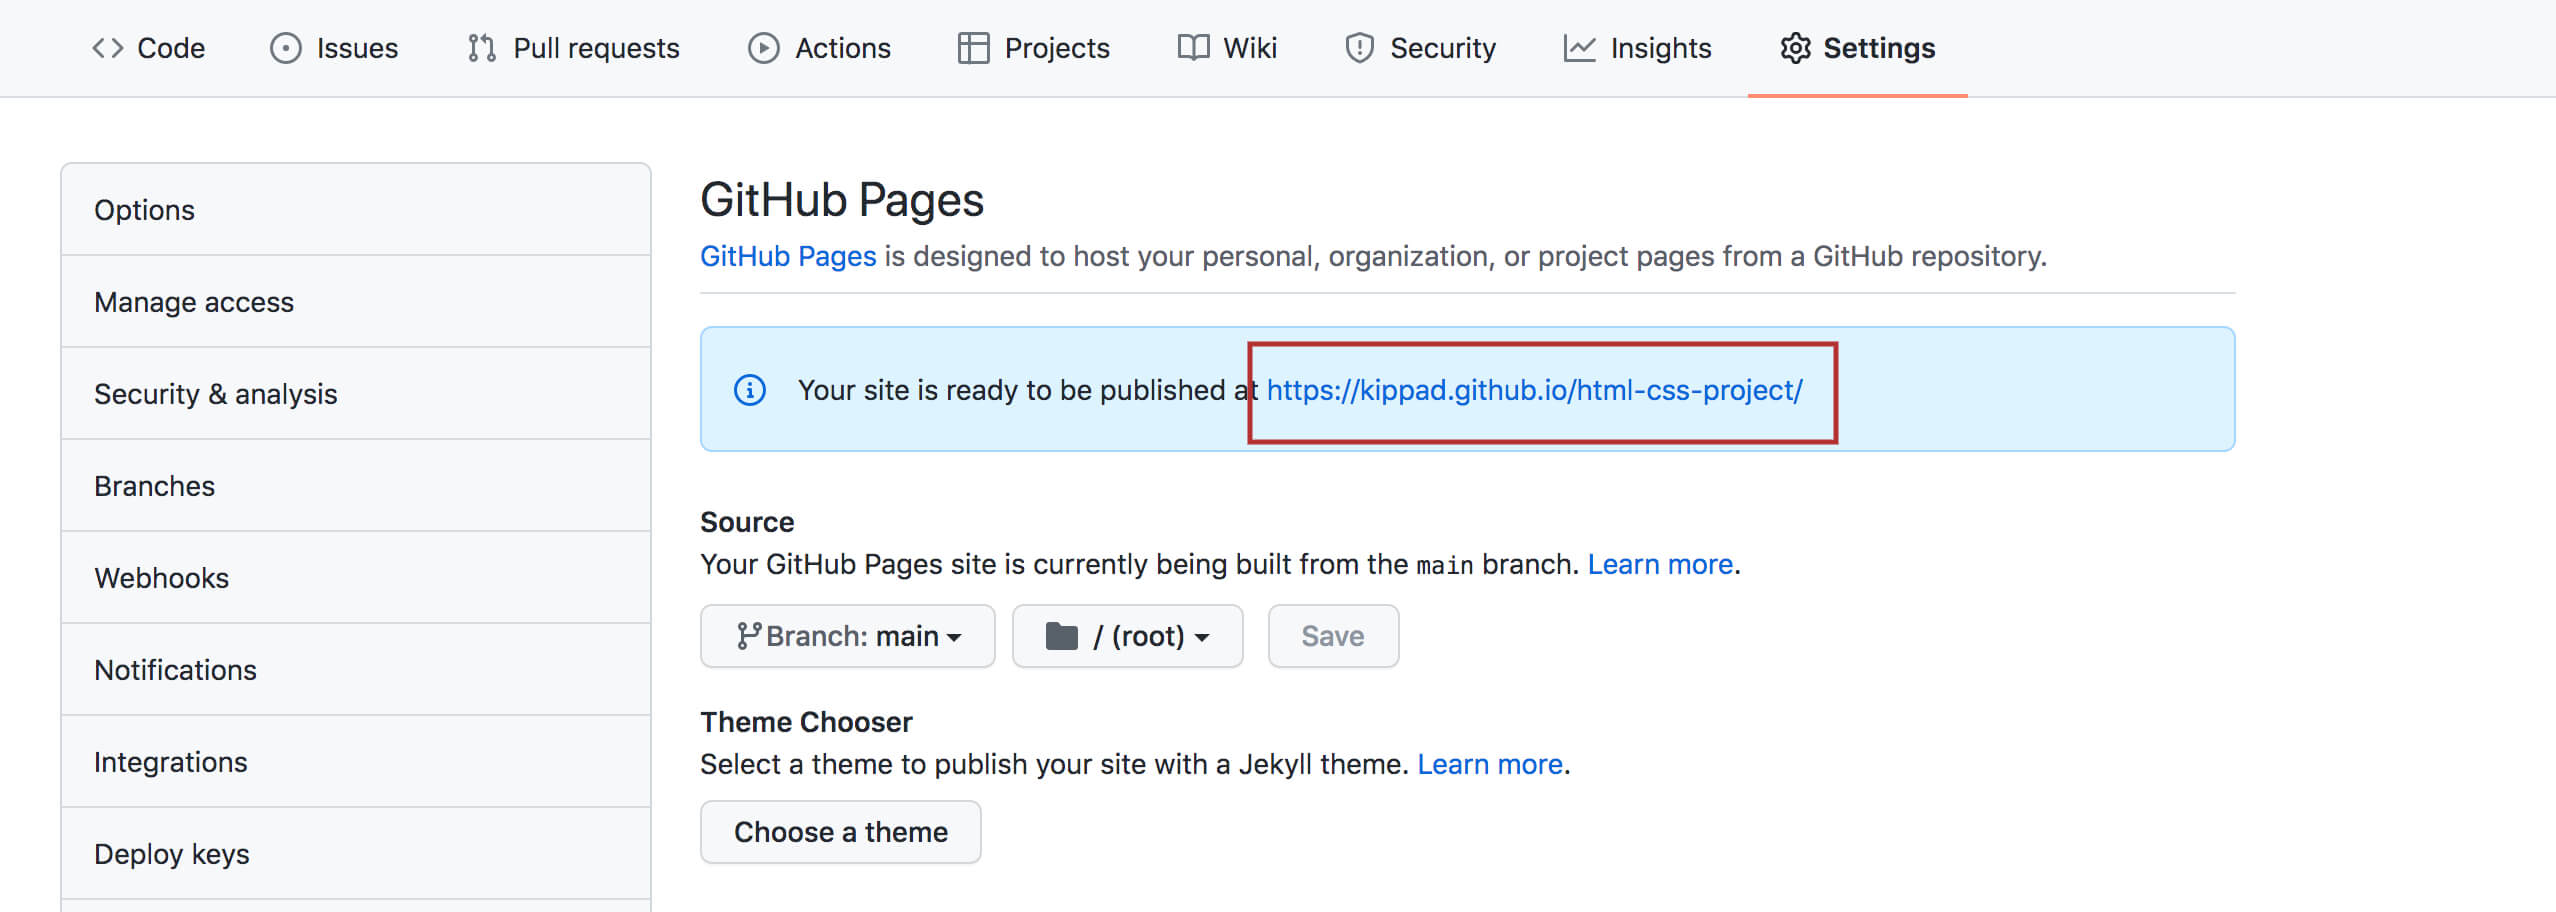 Code Issues Pull requests Actions Projects Wiki Security Insights Settings
Options
Manage access
Security & analysis
Branches
Webhooks
Notifications
Integrations
Deploy keys
GitHub Pages
GitHub Pages is designed to host your personal, organization, or project pages from a GitHub repository.
Your site is ready to be published at https://kippad.github.io/html-css-project/
Source
Your GitHub Pages site is currently being built from the main branch. Learn more.
Branch: main / (root) Save
Theme Chooser
Select a theme to publish your site with a Jekyll theme. Learn more.
Choose a theme